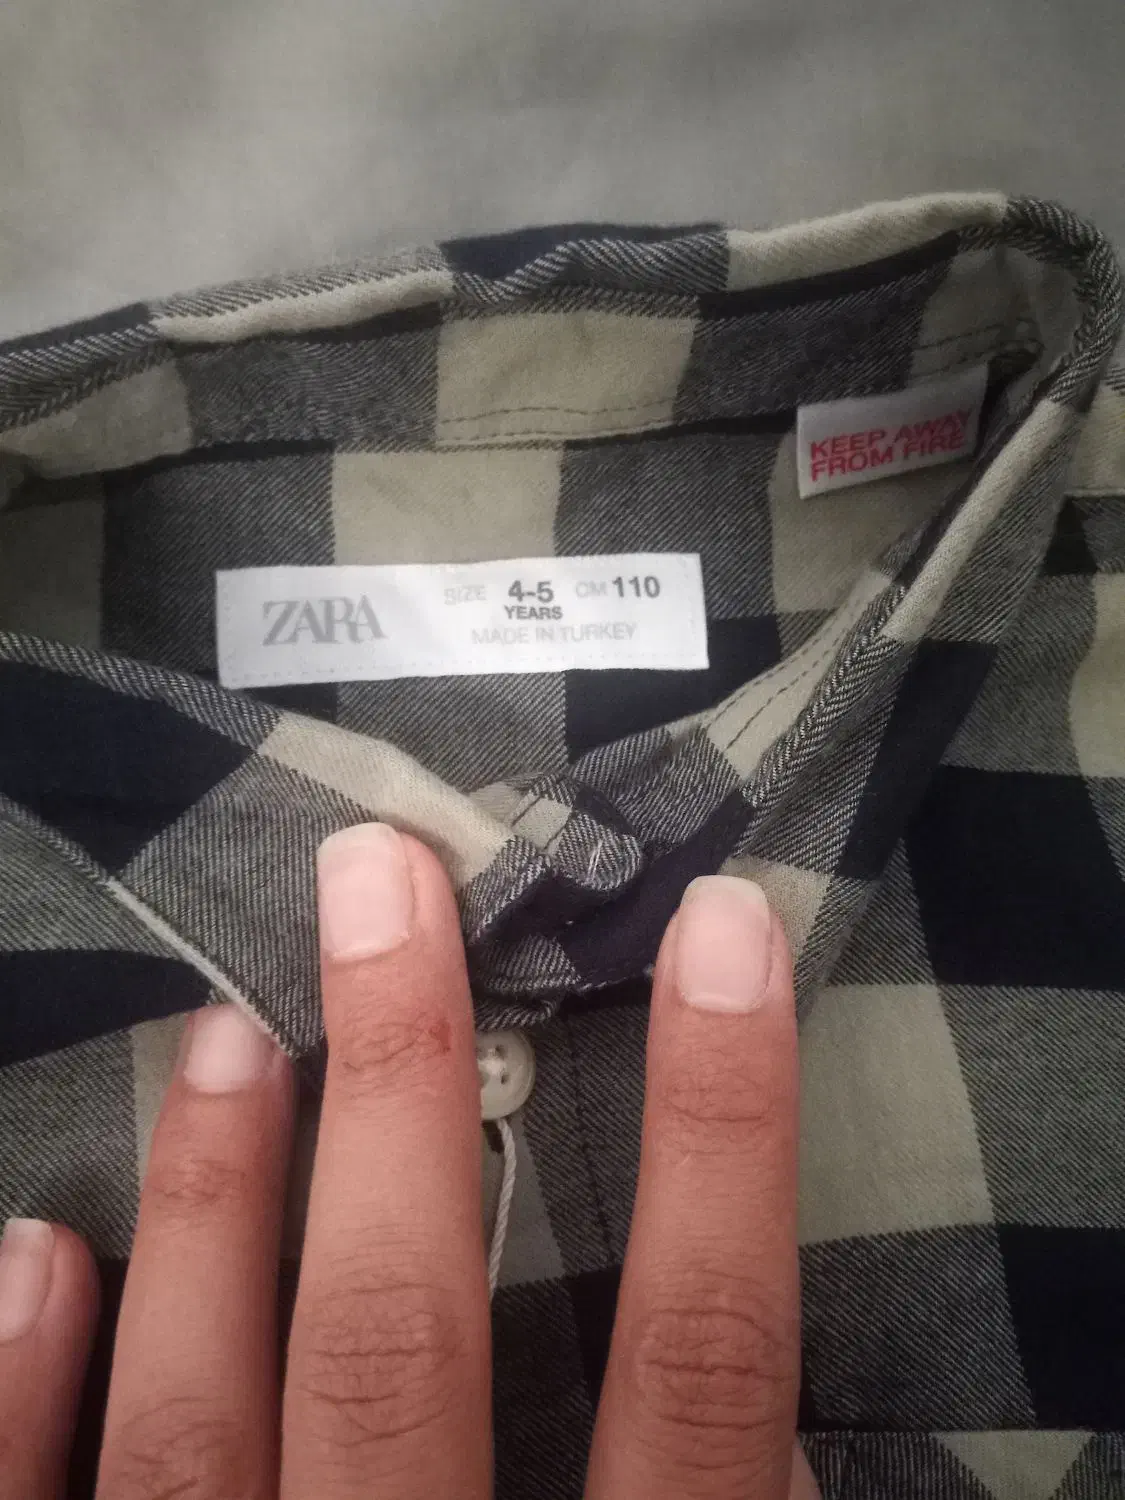 KEEP AWAY
FROM FIRE
ZARA
SIZE 4-5 CM 110
YEARS
MADE IN TURKEY